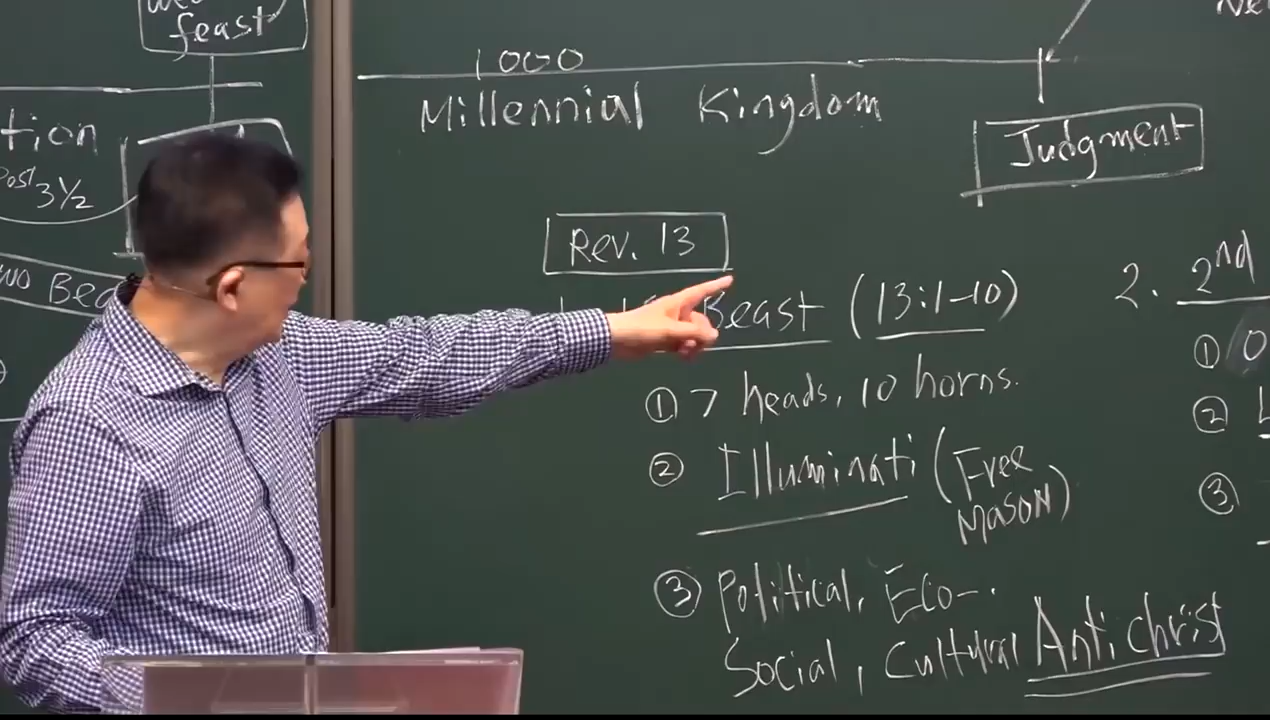 feast
1000
Millennial Kingdom
Judgment
tion
Post 3½
Two Bea
Rev. 13
Beast (13:1-10)
① 7 heads, 10 horns.
② Illuminati (Free
Mason)
③ Political, Eco-.
Social, Cultural Antichrist
2. 2nd
①
②
③